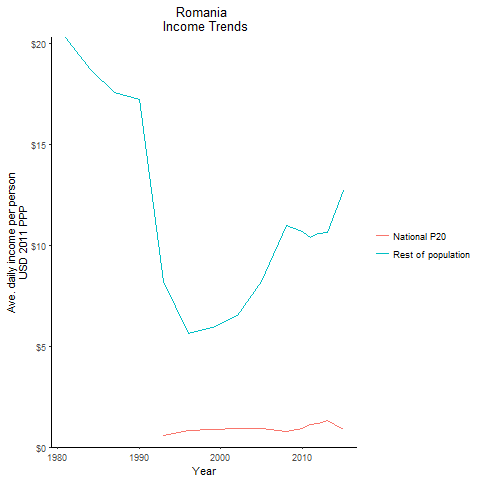 Romania
Income Trends
$20
$15
$10
$5
$0
1980
1990
2000
2010
Year
Ave. daily income per person
USD 2011 PPP
National P20
Rest of population